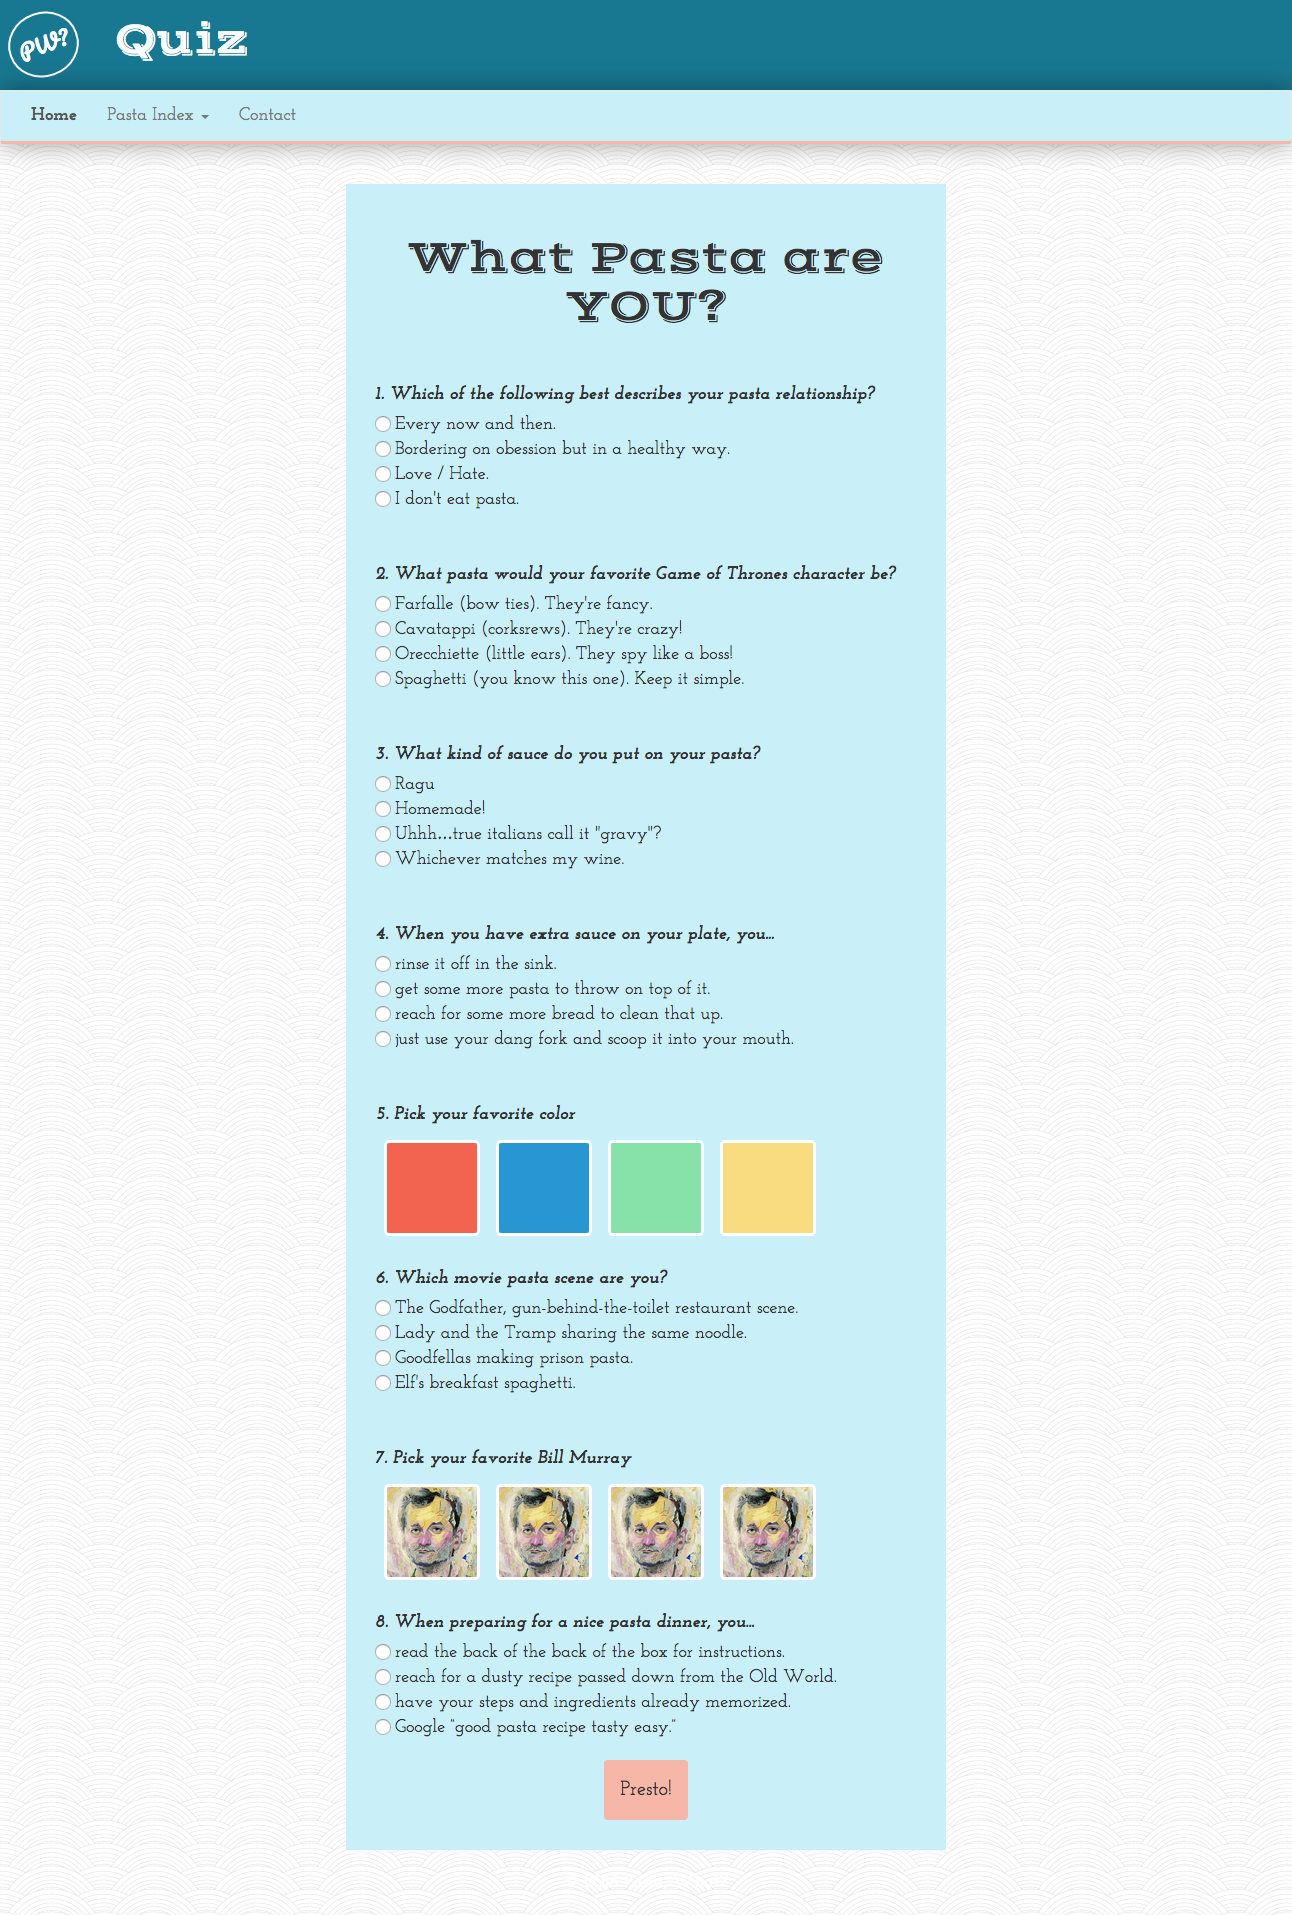 PW?
Quiz
Home
Pasta Index
Contact
What Pasta are
YOU?
1. Which of the following best describes your pasta relationship?
Every now and then.
Bordering on obession but in a healthy way.
Love / Hate.
I don't eat pasta.
2. What pasta would your favorite Game of Thrones character be?
Farfalle (bow ties). They're fancy.
Cavatappi (corksrews). They're crazy!
Orecchiette (little ears). They spy like a boss!
Spaghetti (you know this one). Keep it simple.
3. What kind of sauce do you put on your pasta?
Ragu
Homemade!
Uhhh...true italians call it "gravy"?
Whichever matches my wine.
4. When you have extra sauce on your plate, you...
rinse it off in the sink.
get some more pasta to throw on top of it.
reach for some more bread to clean that up.
just use your dang fork and scoop it into your mouth.
5. Pick your favorite color
6. Which movie pasta scene are you?
The Godfather, gun-behind-the-toilet restaurant scene.
Lady and the Tramp sharing the same noodle.
Goodfellas making prison pasta.
Elf's breakfast spaghetti.
7. Pick your favorite Bill Murray
8. When preparing for a nice pasta dinner, you...
read the back of the back of the box for instructions.
reach for a dusty recipe passed down from the Old World.
have your steps and ingredients already memorized.
Google “good pasta recipe tasty easy.”
Presto!